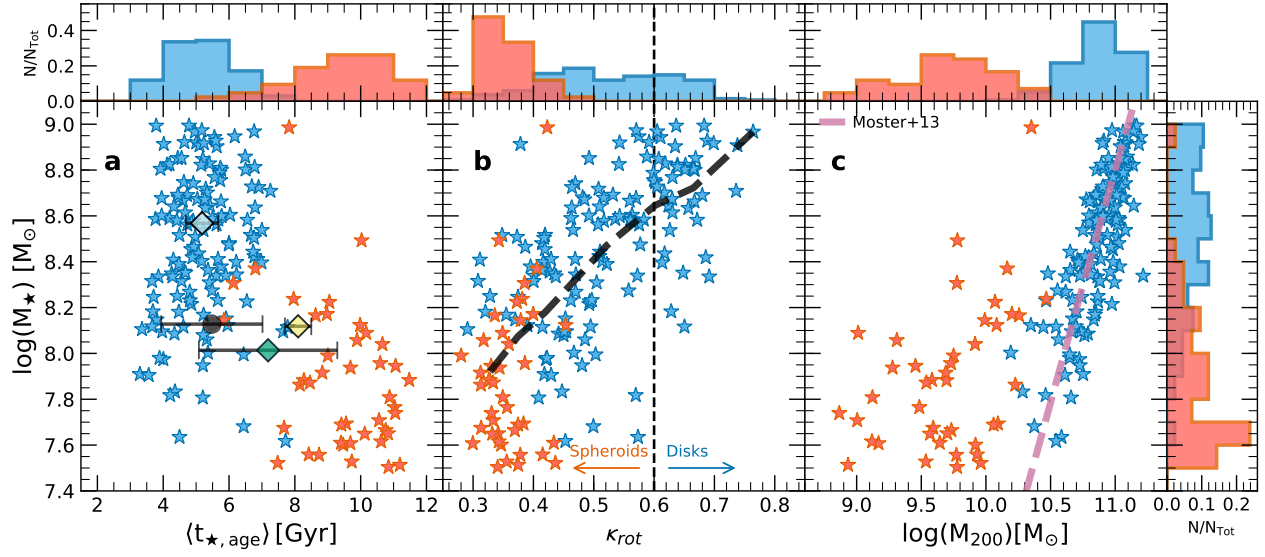 N/N_Tot
0.4
0.2
0.0
Moster+13
a
b
c
log(M★) [M⊙]
9.0
8.8
8.6
8.4
8.2
8.0
7.8
7.6
7.4
Spheroids
Disks
2 4 6 8 10 12
0.3 0.4 0.5 0.6 0.7 0.8
9.0 9.5 10.0 10.5 11.0
0.0 0.1 0.2
⟨t★, age⟩ [Gyr]
κrot
log(M200)[M⊙]
N/N_Tot